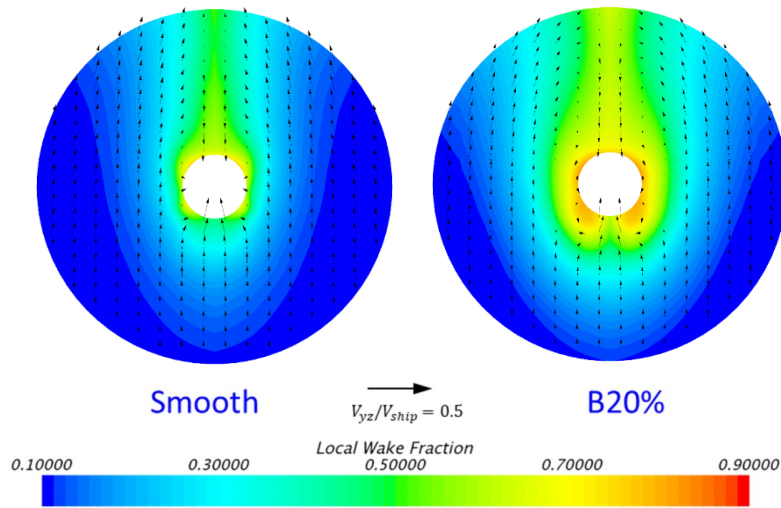 Smooth
B20%
V_yz/V_ship = 0.5
Local Wake Fraction
0.10000 0.30000 0.50000 0.70000 0.90000